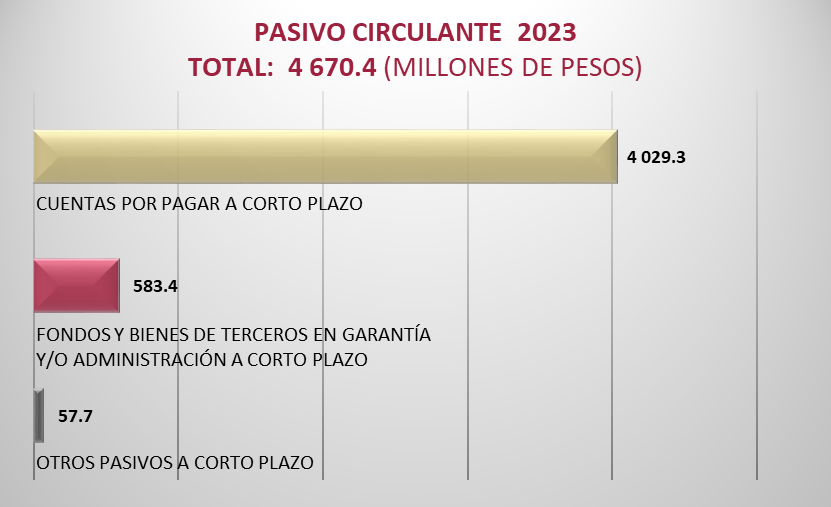 PASIVO CIRCULANTE 2023
TOTAL: 4 670.4 (MILLONES DE PESOS)
4 029.3
CUENTAS POR PAGAR A CORTO PLAZO
583.4
FONDOS Y BIENES DE TERCEROS EN GARANTÍA
Y/O ADMINISTRACIÓN A CORTO PLAZO
57.7
OTROS PASIVOS A CORTO PLAZO